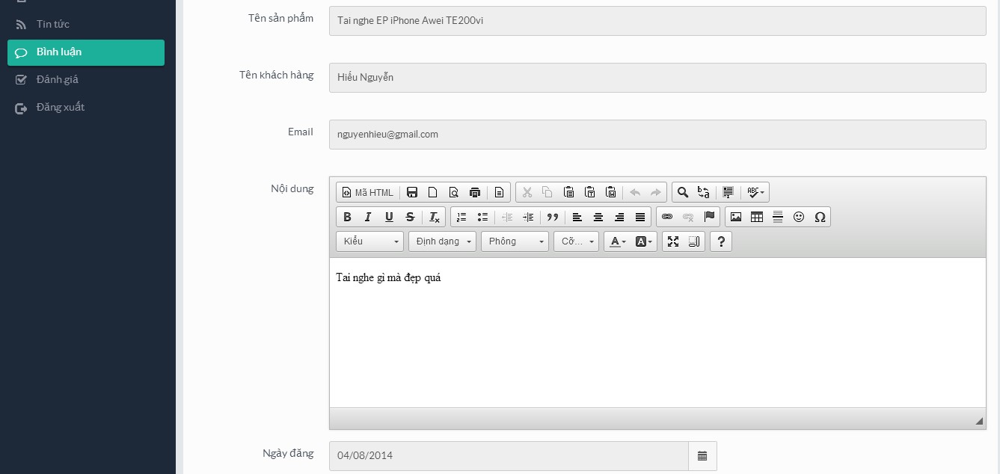 Tin tức
Bình luận
Đánh giá
Đăng xuất
Tên sản phẩm
Tai nghe EP iPhone Awei TE200vi
Tên khách hàng
Hiếu Nguyễn
Email
nguyenhieu@gmail.com
Nội dung
Mã HTML
Kiểu
Định dạng
Phông
Cỡ...
Tai nghe gì mà đẹp quá
Ngày đăng
04/08/2014